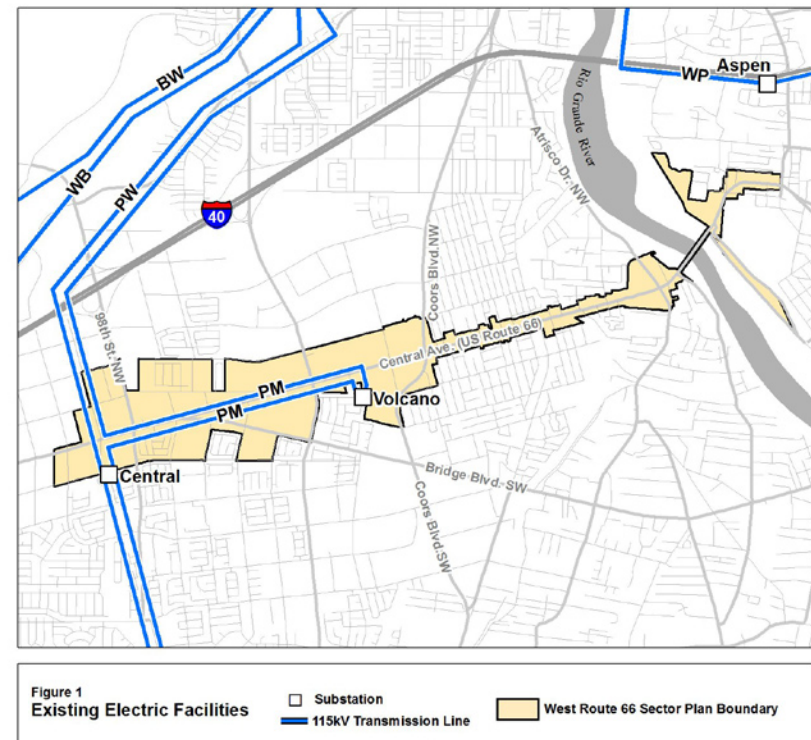 BW
Aspen
WP
WB
PW
Rio Grande River
Atrisco Dr. NW
40
Coors Blvd.NW
98th St. NW
Central Ave. (US Route 66)
PM
PM
Volcano
Central
Bridge Blvd. SW
Coors Blvd.SW
Figure 1
Existing Electric Facilities
Substation
115kV Transmission Line
West Route 66 Sector Plan Boundary